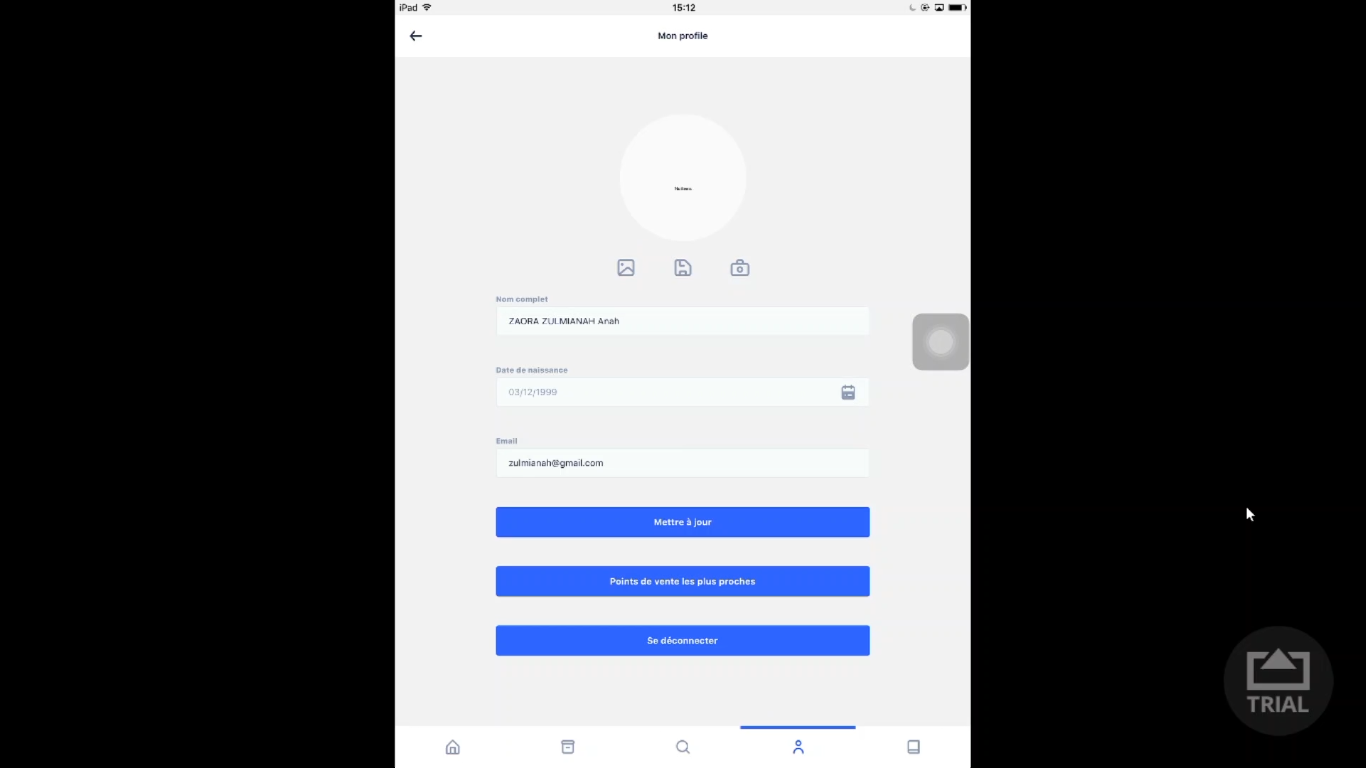 iPad
15:12
Mon profile
Nom complet
ZAORA ZULMIANAH Anah
Date de naissance
03/12/1999
Email
zulmianah@gmail.com
Mettre à jour
Points de vente les plus proches
Se déconnecter
TRIAL